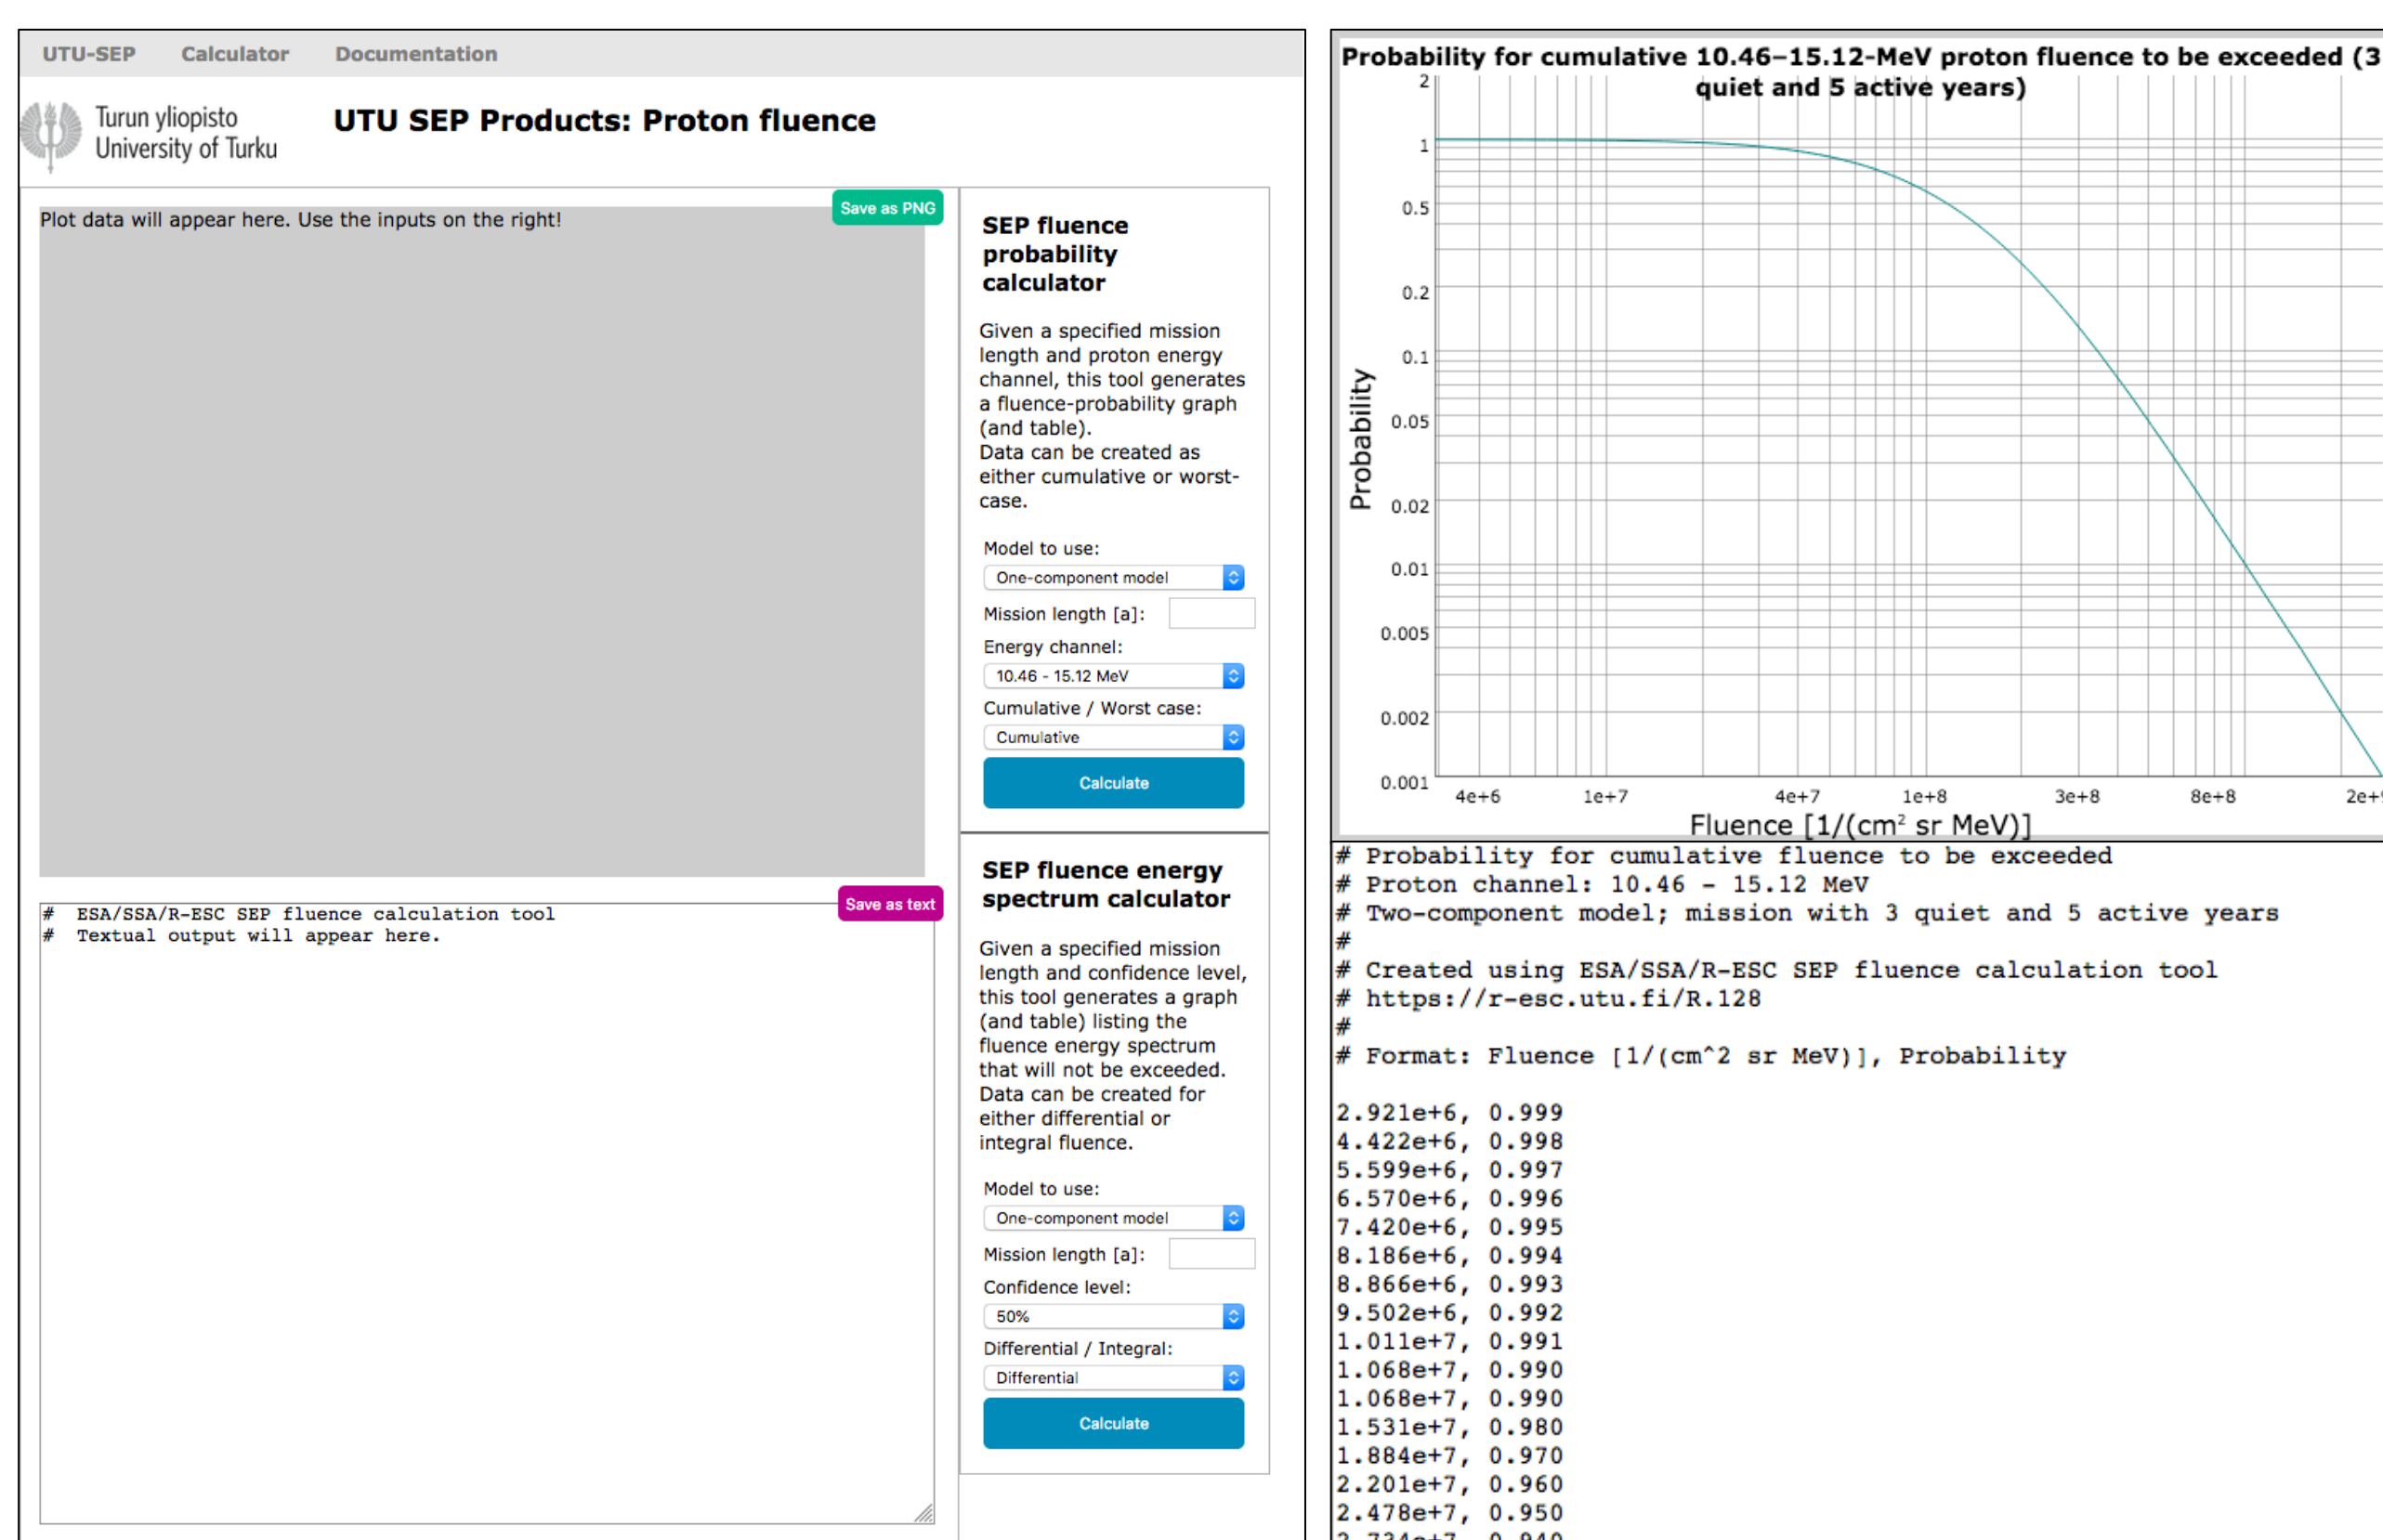 UTU-SEP Calculator Documentation
Turun yliopisto
University of Turku
UTU SEP Products: Proton fluence
Plot data will appear here. Use the inputs on the right!
Save as PNG
# ESA/SSA/R-ESC SEP fluence calculation tool
# Textual output will appear here.
Save as text
SEP fluence
probability
calculator
Given a specified mission
length and proton energy
channel, this tool generates
a fluence-probability graph
(and table).
Data can be created as
either cumulative or worst-
case.
Model to use:
One-component model
Mission length [a]:
Energy channel:
10.46 - 15.12 MeV
Cumulative / Worst case:
Cumulative
Calculate
SEP fluence energy
spectrum calculator
Given a specified mission
length and confidence level,
this tool generates a graph
(and table) listing the
fluence energy spectrum
that will not be exceeded.
Data can be created for
either differential or
integral fluence.
Model to use:
One-component model
Mission length [a]:
Confidence level:
50%
Differential / Integral:
Differential
Calculate
Probability for cumulative 10.46–15.12-MeV proton fluence to be exceeded (3
quiet and 5 active years)
2
1
0.5
0.2
0.1
0.05
0.02
0.01
0.005
0.002
0.001
Probability
4e+6 1e+7 4e+7 1e+8 3e+8 8e+8
Fluence [1/(cm² sr MeV)]
# Probability for cumulative fluence to be exceeded
# Proton channel: 10.46 - 15.12 MeV
# Two-component model; mission with 3 quiet and 5 active years
#
# Created using ESA/SSA/R-ESC SEP fluence calculation tool
# https://r-esc.utu.fi/R.128
#
# Format: Fluence [1/(cm^2 sr MeV)], Probability
2.921e+6, 0.999
4.422e+6, 0.998
5.599e+6, 0.997
6.570e+6, 0.996
7.420e+6, 0.995
8.186e+6, 0.994
8.866e+6, 0.993
9.502e+6, 0.992
1.011e+7, 0.991
1.068e+7, 0.990
1.068e+7, 0.990
1.531e+7, 0.980
1.884e+7, 0.970
2.201e+7, 0.960
2.478e+7, 0.950